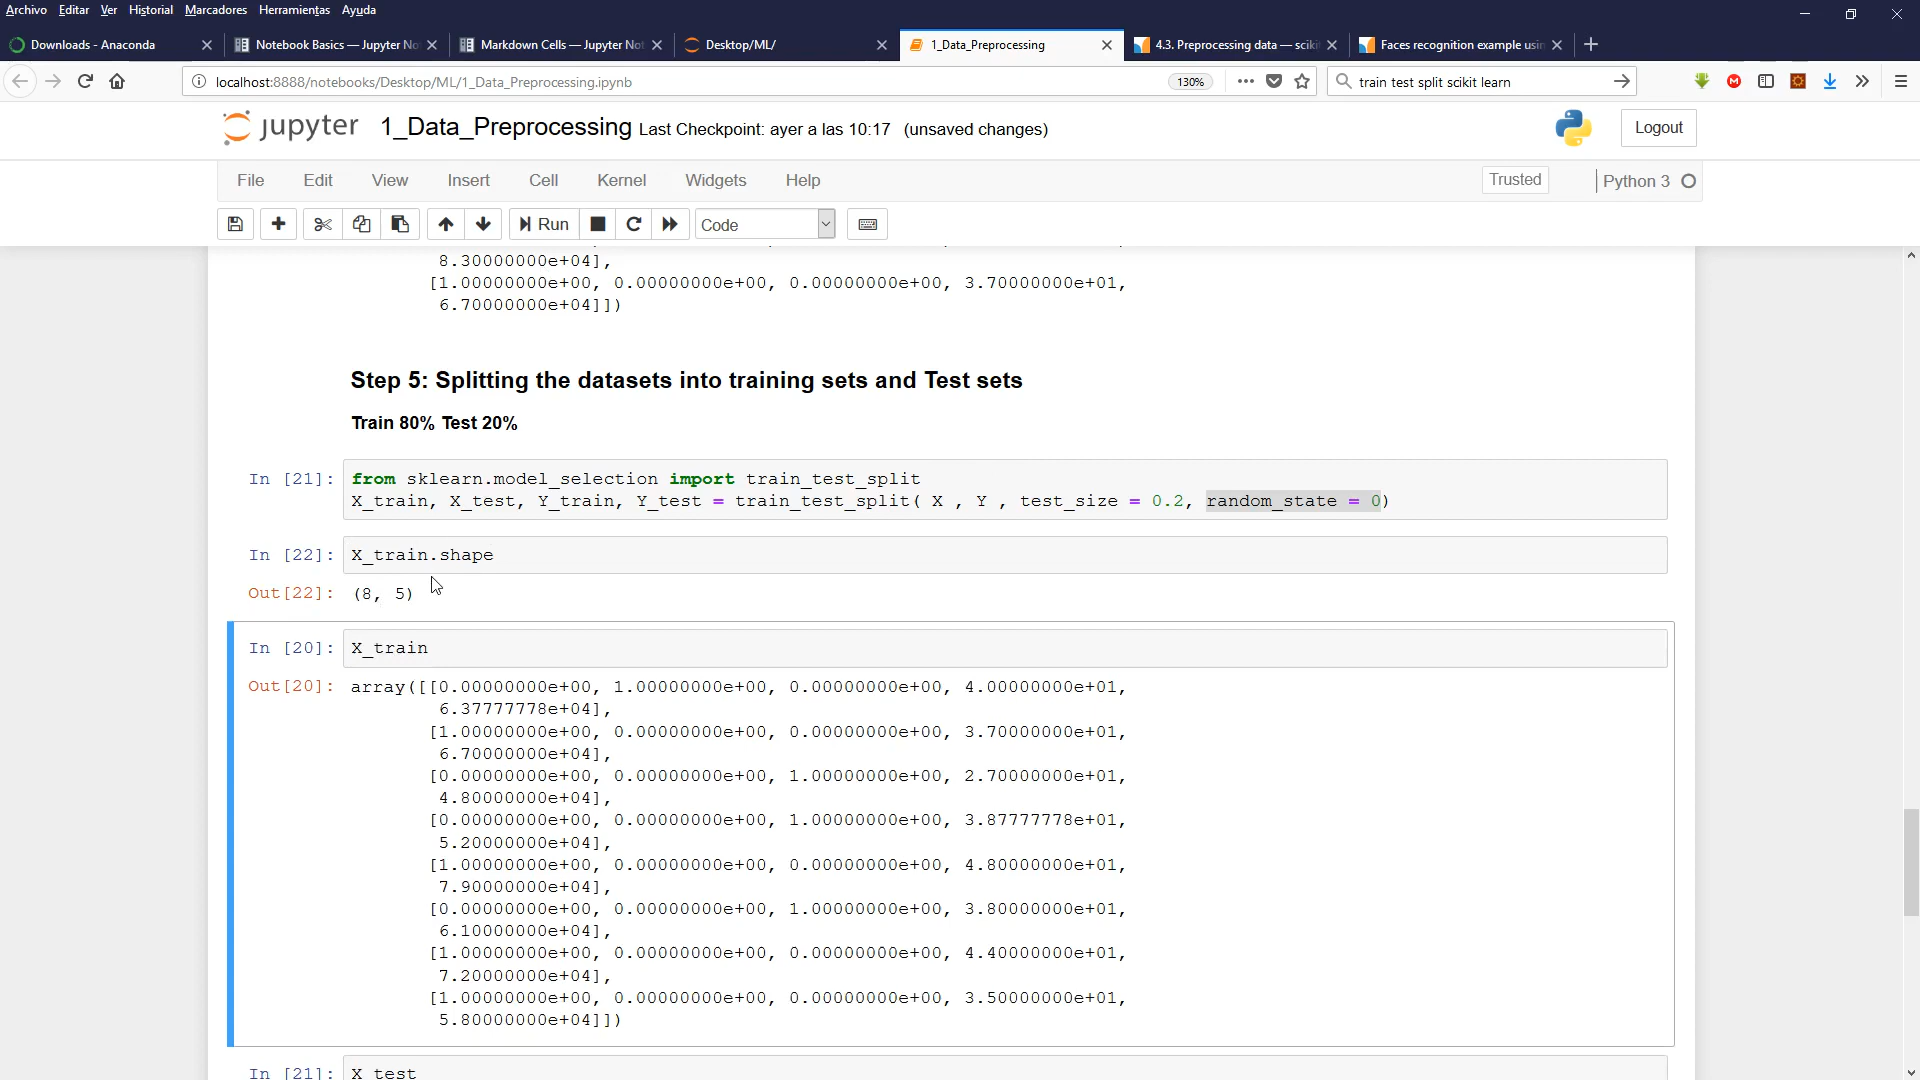 Archivo Editar Ver Historial Marcadores Herramientas Ayuda
Downloads - Anaconda
Notebook Basics — Jupyter No
Markdown Cells — Jupyter Not
Desktop/ML/
1_Data_Preprocessing
4.3. Preprocessing data — sciki
Faces recognition example usin
localhost:8888/notebooks/Desktop/ML/1_Data_Preprocessing.ipynb
130%
train test split scikit learn
jupyter 1_Data_Preprocessing Last Checkpoint: ayer a las 10:17 (unsaved changes)
Logout
File Edit View Insert Cell Kernel Widgets Help
Trusted
Python 3
Run
Code
8.30000000e+04],
[1.00000000e+00, 0.00000000e+00, 0.00000000e+00, 3.70000000e+01,
6.70000000e+04]])
Step 5: Splitting the datasets into training sets and Test sets
Train 80% Test 20%
In [21]: from sklearn.model_selection import train_test_split
X_train, X_test, Y_train, Y_test = train_test_split( X , Y , test_size = 0.2, random_state = 0)
In [22]: X_train.shape
Out[22]: (8, 5)
In [20]: X_train
Out[20]: array([[0.00000000e+00, 1.00000000e+00, 0.00000000e+00, 4.00000000e+01,
6.37777778e+04],
[1.00000000e+00, 0.00000000e+00, 0.00000000e+00, 3.70000000e+01,
6.70000000e+04],
[0.00000000e+00, 0.00000000e+00, 1.00000000e+00, 2.70000000e+01,
4.80000000e+04],
[0.00000000e+00, 0.00000000e+00, 1.00000000e+00, 3.87777778e+01,
5.20000000e+04],
[1.00000000e+00, 0.00000000e+00, 0.00000000e+00, 4.80000000e+01,
7.90000000e+04],
[0.00000000e+00, 0.00000000e+00, 1.00000000e+00, 3.80000000e+01,
6.10000000e+04],
[1.00000000e+00, 0.00000000e+00, 0.00000000e+00, 4.40000000e+01,
7.20000000e+04],
[1.00000000e+00, 0.00000000e+00, 0.00000000e+00, 3.50000000e+01,
5.80000000e+04]])
In [21]: X_test